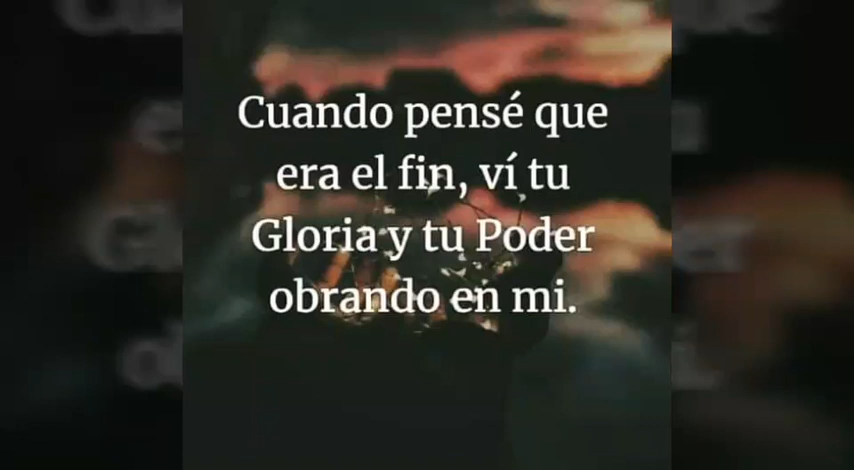 Cuando pensé que
era el fin, ví tu
Gloria y tu Poder
obrando en mi.